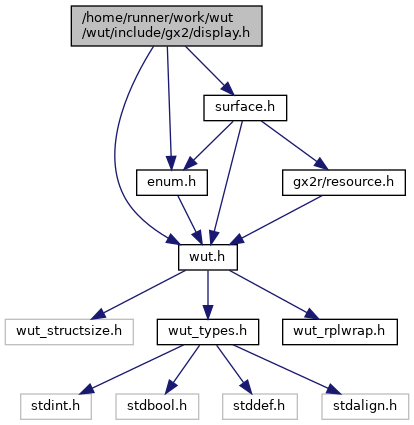 /home/runner/work/wut
/wut/include/gx2/display.h
surface.h
enum.h
gx2r/resource.h
wut.h
wut_structsize.h
wut_types.h
wut_rplwrap.h
stdint.h
stdbool.h
stddef.h
stdalign.h